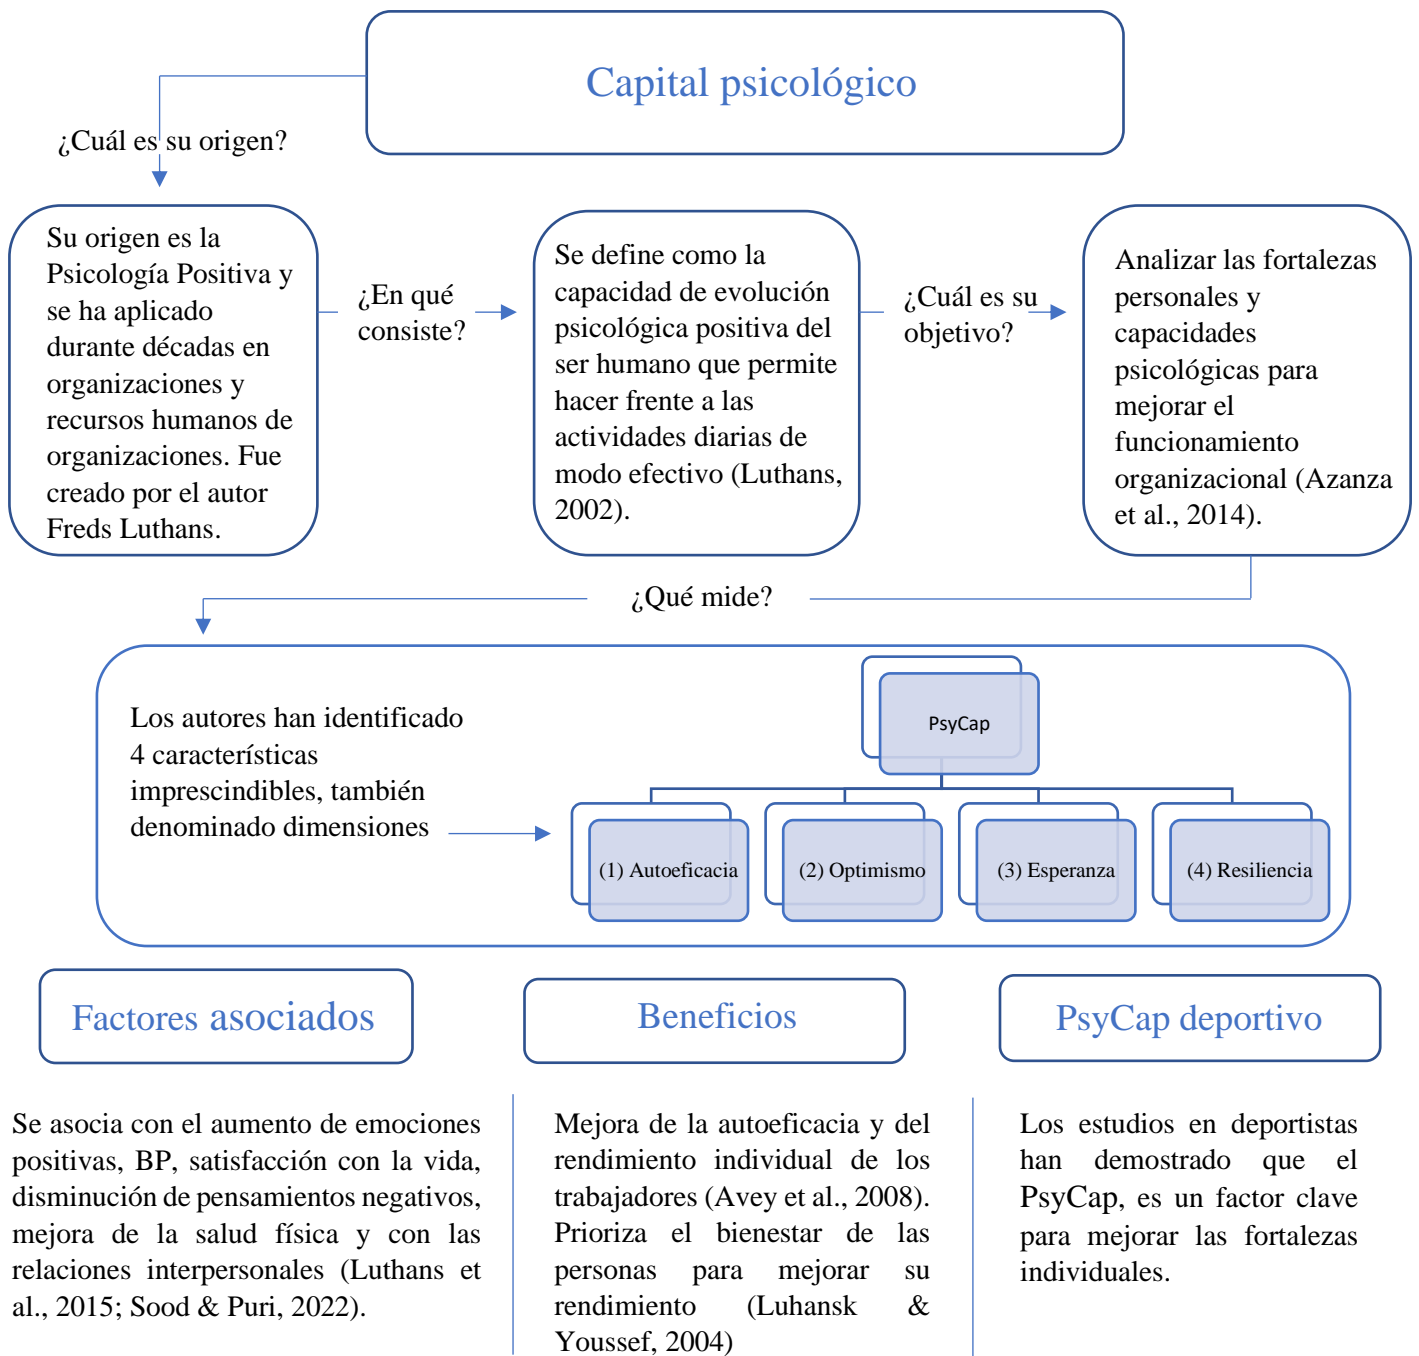 Capital psicológico
¿Cuál es su origen?
Su origen es la
Psicología Positiva y
se ha aplicado
durante décadas en
organizaciones y
recursos humanos de
organizaciones. Fue
creado por el autor
Freds Luthans.
¿En qué
consiste?
Se define como la
capacidad de evolución
psicológica positiva del
ser humano que permite
hacer frente a las
actividades diarias de
modo efectivo (Luthans,
2002).
¿Cuál es su
objetivo?
Analizar las fortalezas
personales y
capacidades
psicológicas para
mejorar el
funcionamiento
organizacional (Azanza
et al., 2014).
¿Qué mide?
Los autores han identificado
4 características
imprescindibles, también
denominado dimensiones
PsyCap
(1) Autoeficacia
(2) Optimismo
(3) Esperanza
(4) Resiliencia
Factores asociados
Se asocia con el aumento de emociones
positivas, BP, satisfacción con la vida,
disminución de pensamientos negativos,
mejora de la salud física y con las
relaciones interpersonales (Luthans et
al., 2015; Sood & Puri, 2022).
Beneficios
Mejora de la autoeficacia y del
rendimiento individual de los
trabajadores (Avey et al., 2008).
Prioriza el bienestar de las
personas para mejorar su
rendimiento (Luhansk &
Youssef, 2004)
PsyCap deportivo
Los estudios en deportistas
han demostrado que el
PsyCap, es un factor clave
para mejorar las fortalezas
individuales.